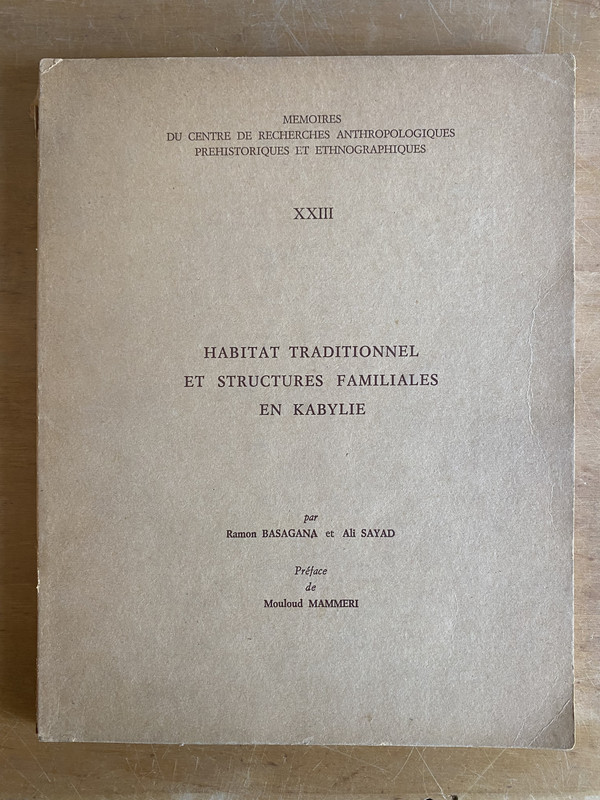 MEMOIRES
DU CENTRE DE RECHERCHES ANTHROPOLOGIQUES
PREHISTORIQUES ET ETHNOGRAPHIQUES
XXIII
HABITAT TRADITIONNEL
ET STRUCTURES FAMILIALES
EN KABYLIE
par
Ramon BASAGANA et Ali SAYAD
Préface
de
Mouloud MAMMERI